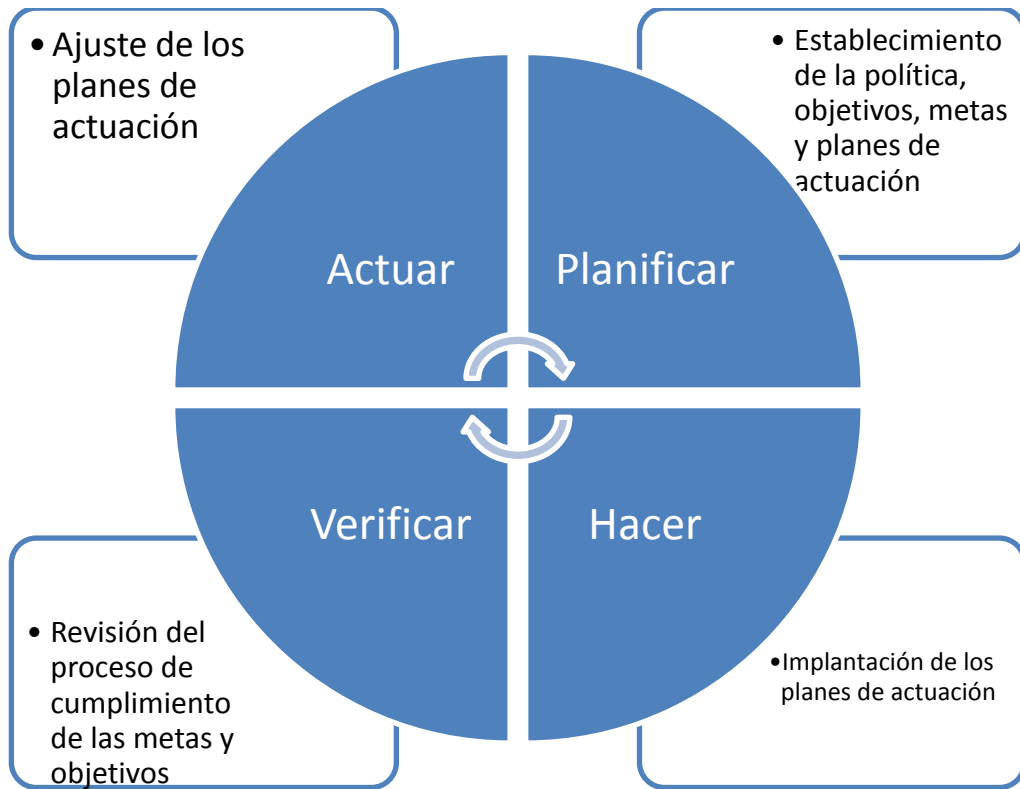 • Ajuste de los
planes de
actuación
• Establecimiento
de la política,
objetivos, metas
y planes de
actuación
Actuar
Planificar
Verificar
Hacer
• Revisión del
proceso de
cumplimiento
de las metas y
objetivos
•Implantación de los
planes de actuación